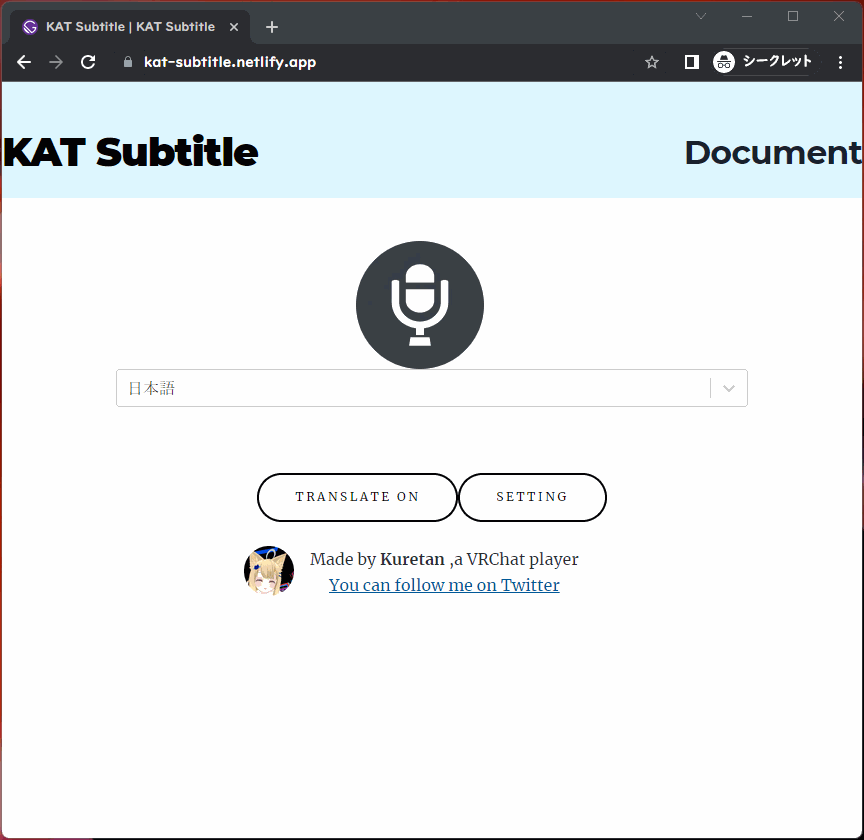 KAT Subtitle | KAT Subtitle
kat-subtitle.netlify.app
シークレット
KAT Subtitle
Document
日本語
TRANSLATE ON
SETTING
Made by Kuretan ,a VRChat player
You can follow me on Twitter